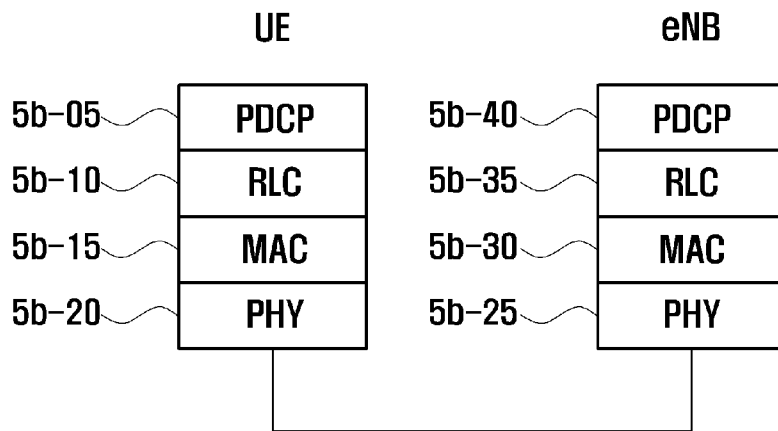 UE eNB
5b-05 PDCP 5b-40 PDCP
5b-10 RLC 5b-35 RLC
5b-15 MAC 5b-30 MAC
5b-20 PHY 5b-25 PHY